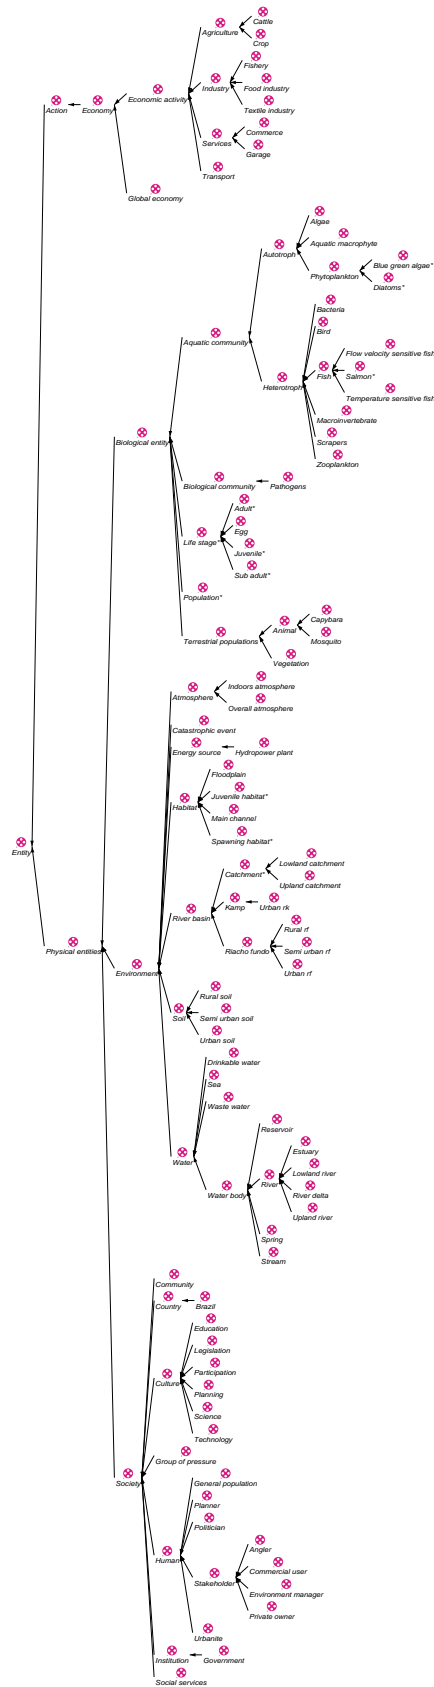 Cattle
Agriculture
Crop
Fishery
Economic activity
Industry
Food industry
Action
Economy
Textile industry
Commerce
Services
Garage
Transport
Global economy
Algae
Aquatic macrophyte
Autotroph
Blue green algae*
Phytoplankton
Diatoms*
Bacteria
Bird
Aquatic community
Flow velocity sensitive fish
Fish
Salmon*
Heterotroph
Temperature sensitive fish
Macroinvertebrate
Scrapers
Biological entity
Zooplankton
Biological community
Pathogens
Adult*
Egg
Life stage*
Juvenile*
Sub adult*
Population*
Capybara
Animal
Terrestrial populations
Mosquito
Vegetation
Indoors atmosphere
Atmosphere
Overall atmosphere
Catastrophic event
Energy source
Hydropower plant
Floodplain
Juvenile habitat*
Habitat
Main channel
Spawning habitat*
Entity
Lowland catchment
Catchment*
Upland catchment
Kamp
Urban rk
River basin
Rural rf
Physical entities
Riacho fundo
Semi urban rf
Environment
Urban rf
Rural soil
Soil
Semi urban soil
Urban soil
Drinkable water
Sea
Waste water
Reservoir
Estuary
Water
Lowland river
River
Water body
River delta
Upland river
Spring
Stream
Community
Country
Brazil
Education
Legislation
Participation
Culture
Planning
Science
Technology
Group of pressure
Society
General population
Planner
Politician
Angler
Human
Commercial user
Stakeholder
Environment manager
Private owner
Urbanite
Institution
Government
Social services